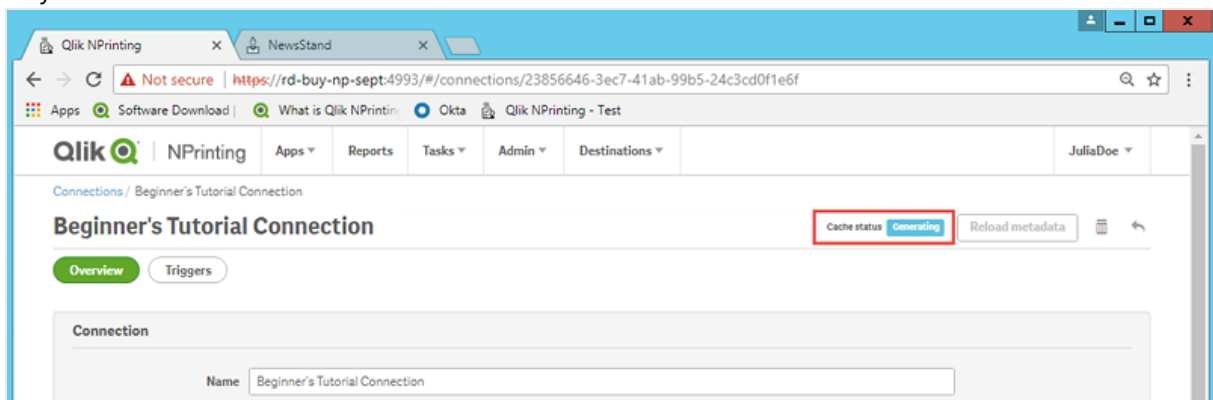 Qlik NPrinting NewsStand
Not secure https://rd-buy-np-sept:4993/#/connections/23856646-3ec7-41ab-99b5-24c3cd0f1e6f
Apps Software Download | What is Qlik NPrinting Okta Qlik NPrinting - Test
Qlik NPrinting Apps Reports Tasks Admin Destinations JuliaDoe
Connections / Beginner's Tutorial Connection
Beginner's Tutorial Connection Cache status Generating Reload metadata
Overview Triggers
Connection
Name Beginner's Tutorial Connection